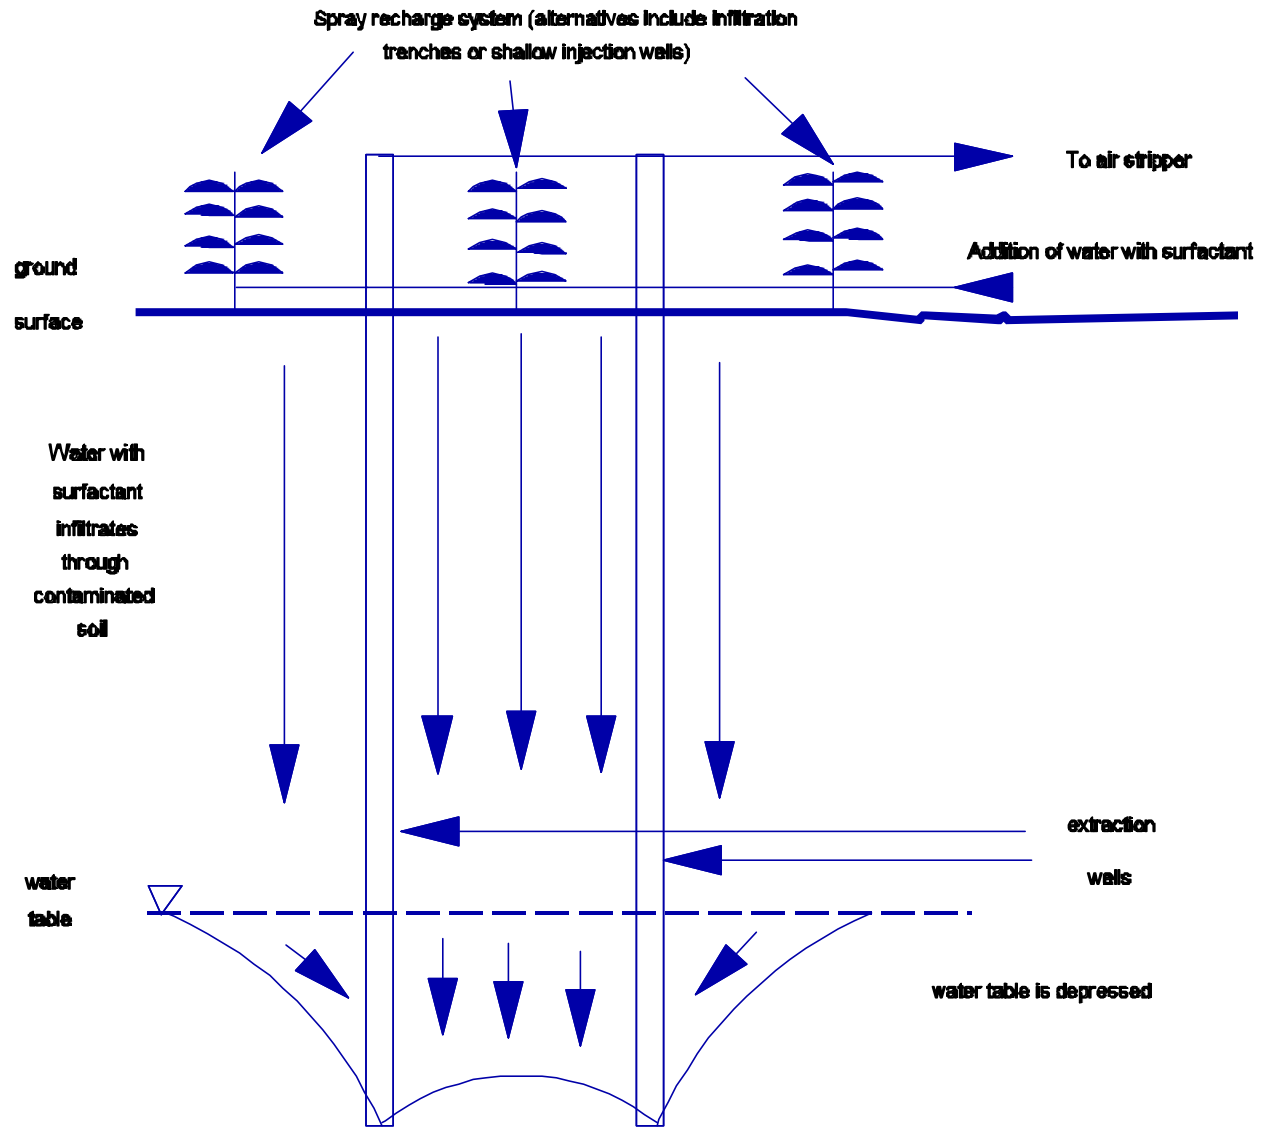 Spray recharge system (alternatives include infiltration
trenches or shallow injection wells)
To air stripper
Addition of water with surfactant
ground
surface
Water with
surfactant
infiltrates
through
contaminated
soil
extraction
wells
water
table
water table is depressed